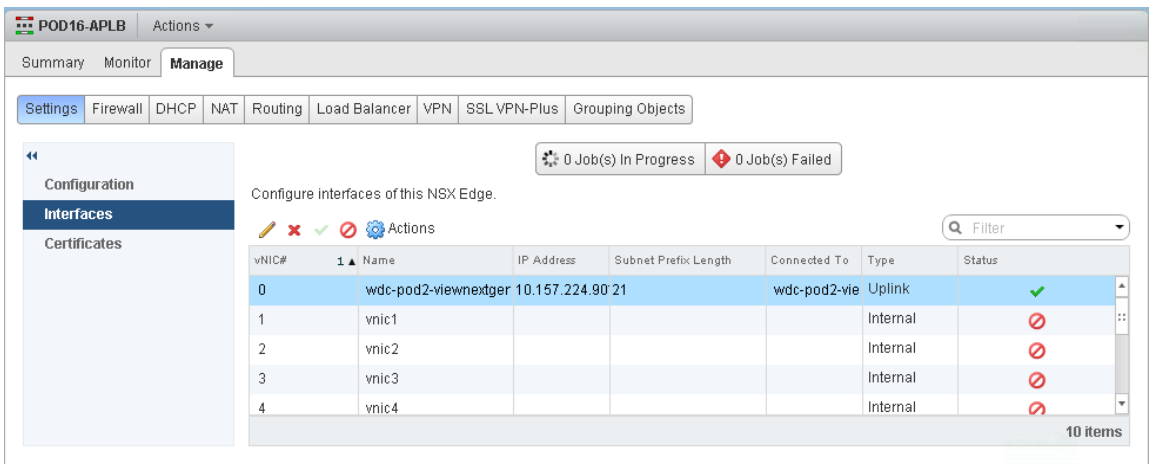 POD16-APLB Actions
Summary Monitor Manage
Settings Firewall DHCP NAT Routing Load Balancer VPN SSL VPN-Plus Grouping Objects
0 Job(s) In Progress 0 Job(s) Failed
Configuration
Interfaces
Certificates
Configure interfaces of this NSX Edge.
Actions Filter
vNIC# 1 Name IP Address Subnet Prefix Length Connected To Type Status
0 wdc-pod2-viewnextger 10.157.224.90 21 wdc-pod2-vie Uplink
1 vnic1 Internal
2 vnic2 Internal
3 vnic3 Internal
4 vnic4 Internal
10 items